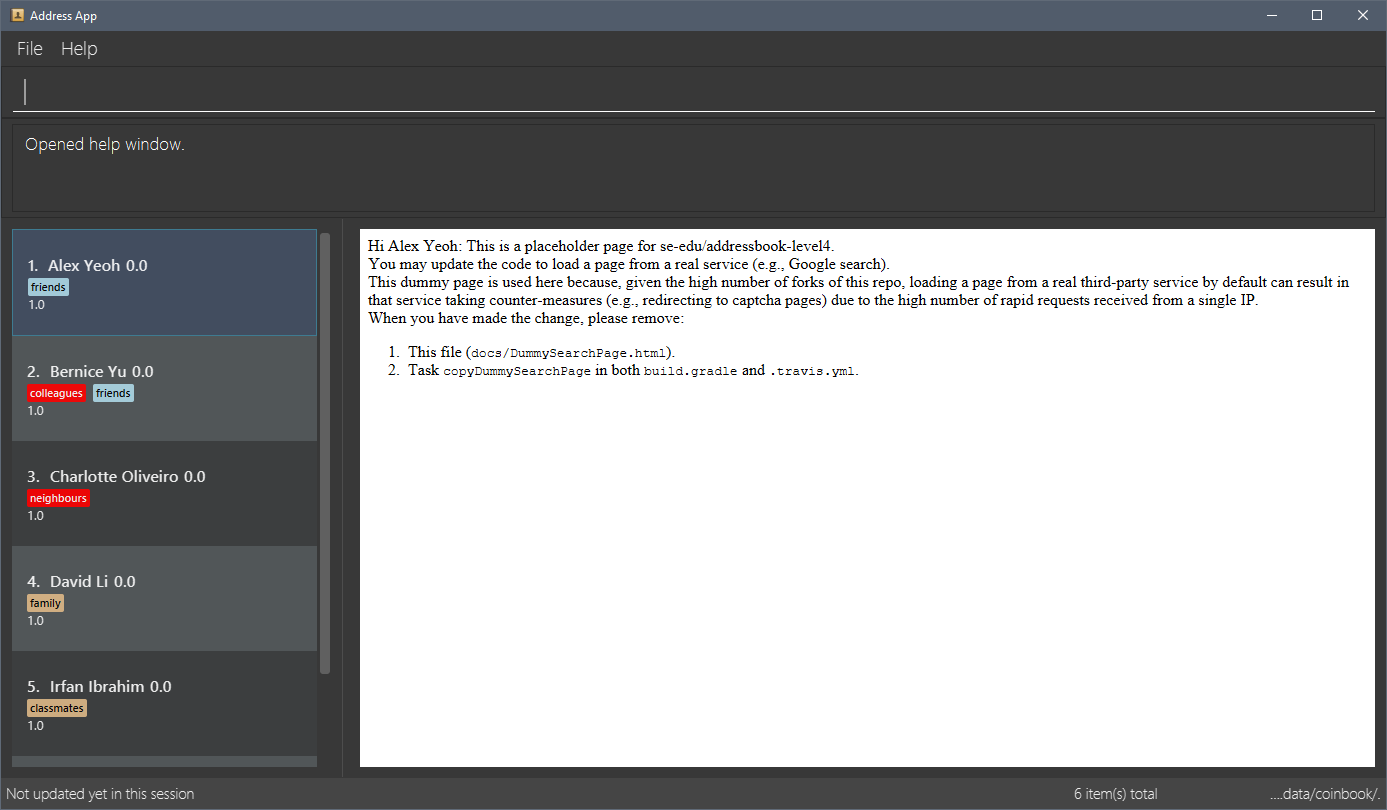 Address App
File Help
Opened help window.
1. Alex Yeoh 0.0
friends
1.0
2. Bernice Yu 0.0
colleagues friends
1.0
3. Charlotte Oliveiro 0.0
neighbours
1.0
4. David Li 0.0
family
1.0
5. Irfan Ibrahim 0.0
classmates
1.0
Hi Alex Yeoh: This is a placeholder page for se-edu/addressbook-level4.
You may update the code to load a page from a real service (e.g., Google search).
This dummy page is used here because, given the high number of forks of this repo, loading a page from a real third-party service by default can result in
that service taking counter-measures (e.g., redirecting to captcha pages) due to the high number of rapid requests received from a single IP.
When you have made the change, please remove:
1. This file (docs/DummySearchPage.html).
2. Task copyDummySearchPage in both build.gradle and .travis.yml.
Not updated yet in this session
6 item(s) total
....data/coinbook/.